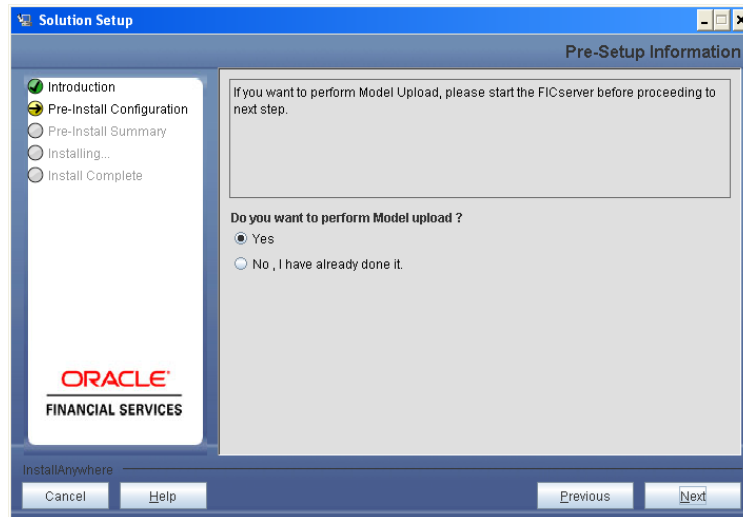 Solution Setup
Pre-Setup Information
Introduction
Pre-Install Configuration
Pre-Install Summary
Installing...
Install Complete
If you want to perform Model Upload, please start the FICserver before proceeding to
next step.
Do you want to perform Model upload ?
Yes
No , I have already done it.
ORACLE
FINANCIAL SERVICES
InstallAnywhere
Cancel
Help
Previous
Next